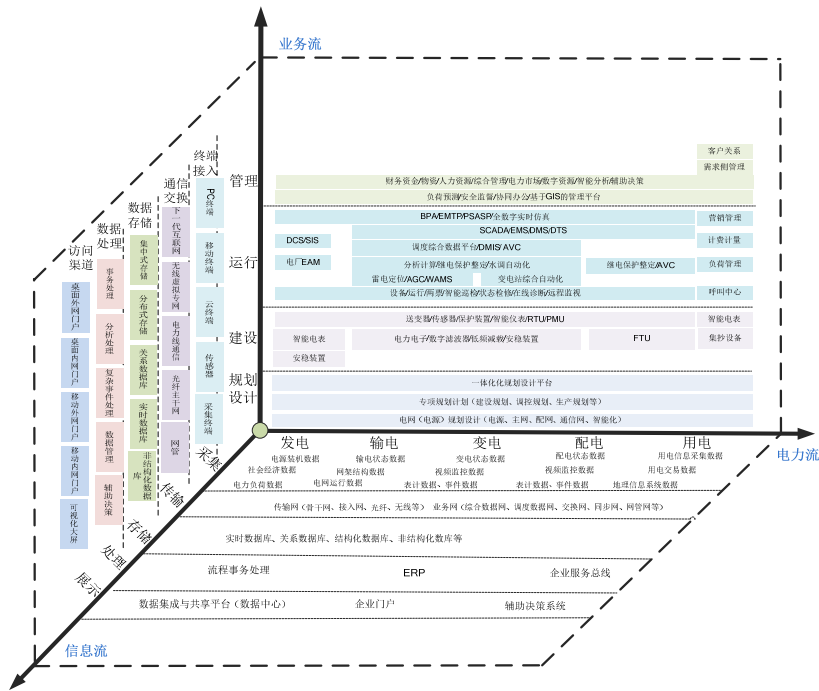 业务流
客户关系
需求侧管理
管理
财务资金/物资/人力资源/综合管理/电力市场/数字资源/智能分析/辅助决策
负荷预测/安全监督/协同办公/基于GIS的管理平台
运行
BPA/EMTP/PSASP/全数字实时仿真
营销管理
SCADA/EMS/DMS/DTS
DCS/SIS
调度综合数据平台/DMIS/ AVC
计费计量
电厂EAM
分析计算/继电保护整定/水调自动化
继电保护整定/AVC
负荷管理
雷电定位/AGC/WAMS
变电站综合自动化
设备/运行/两票/智能巡检/状态检修/在线诊断/远程监视
呼叫中心
建设
送变器/传感器/保护装置/智能仪表/RTU/PMU
智能电表
智能电表
电力电子/数字滤波器/低频减载/安稳装置
FTU
集抄设备
安稳装置
规划
设计
一体化化规划设计平台
专项规划计划（建设规划、调控规划、生产规划等）
电网（电源）规划设计（电源、主网、配网、通信网、智能化）
电力流
终端
接入
PC终端
移动终端
云终端
传感器
采集终端
通信
交换
下一代互联网
无线虚拟专网
电力线通信
光纤主干网
网管
数据
存储
集中式存储
分布式存储
关系数据库
实时数据库
非结构化数据库
数据
处理
事务处理
分析处理
复杂事件处理
数据管理
辅助决策
访问
渠道
桌面外网门户
桌面内网门户
移动外网门户
移动内网门户
可视化大屏
发电
输电
变电
配电
用电
采集
电源装机数据
输电状态数据
变电状态数据
配电状态数据
用电信息采集数据
社会经济数据
网架结构数据
视频监控数据
视频监控数据
用电交易数据
电力负荷数据
电网运行数据
表计数据、事件数据
表计数据、事件数据
地理信息系统数据
传输
传输网（骨干网、接入网、光纤、无线等）
业务网（综合数据网、调度数据网、交换网、同步网、网管网等）
存储
实时数据库、关系数据库、结构化数据库、非结构化数库等
处理
流程事务处理
ERP
企业服务总线
展示
数据集成与共享平台（数据中心）
企业门户
辅助决策系统
信息流